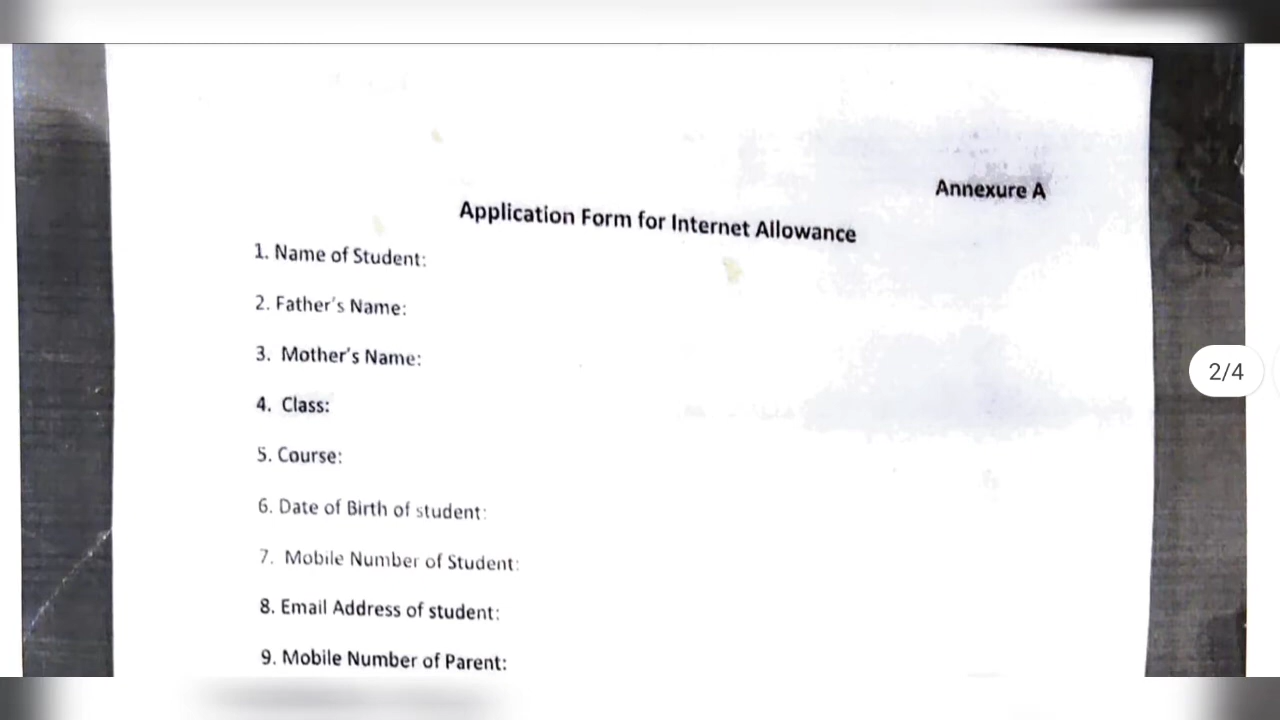 Annexure A
Application Form for Internet Allowance
1. Name of Student:
2. Father's Name:
3. Mother's Name:
4. Class:
5. Course:
6. Date of Birth of student:
7. Mobile Number of Student:
8. Email Address of student:
9. Mobile Number of Parent:
2/4